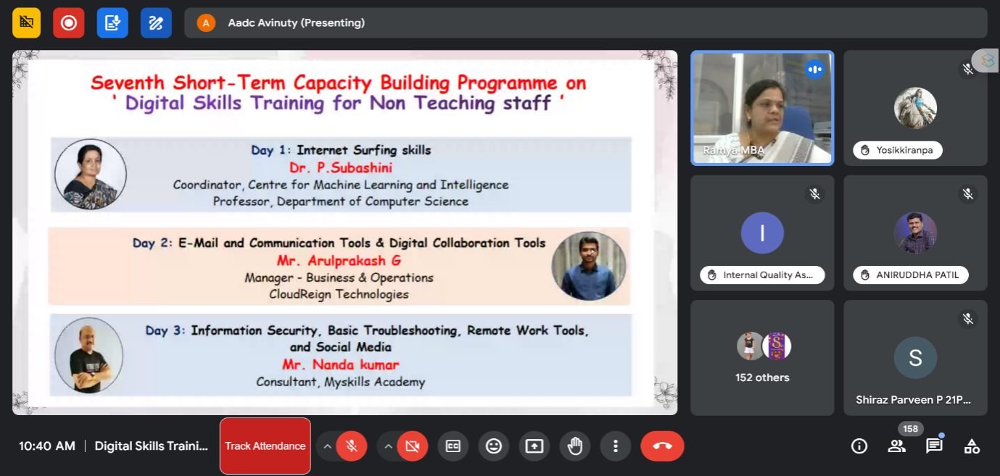 A
Aadc Avinuty (Presenting)
Seventh Short-Term Capacity Building Programme on
' Digital Skills Training for Non Teaching staff '
Day 1: Internet Surfing skills
Dr. P.Subashini
Coordinator, Centre for Machine Learning and Intelligence
Professor, Department of Computer Science
Day 2: E-Mail and Communication Tools & Digital Collaboration Tools
Mr. Arulprakash G
Manager - Business & Operations
CloudReign Technologies
Day 3: Information Security, Basic Troubleshooting, Remote Work Tools,
and Social Media
Mr. Nanda kumar
Consultant, Myskills Academy
Ramya MBA
Yosikkiranpa
I
Internal Quality As...
ANIRUDDHA PATIL
S
152 others
S
Shiraz Parveen P 21P...
10:40 AM
Digital Skills Traini...
Track Attendance
CC
158